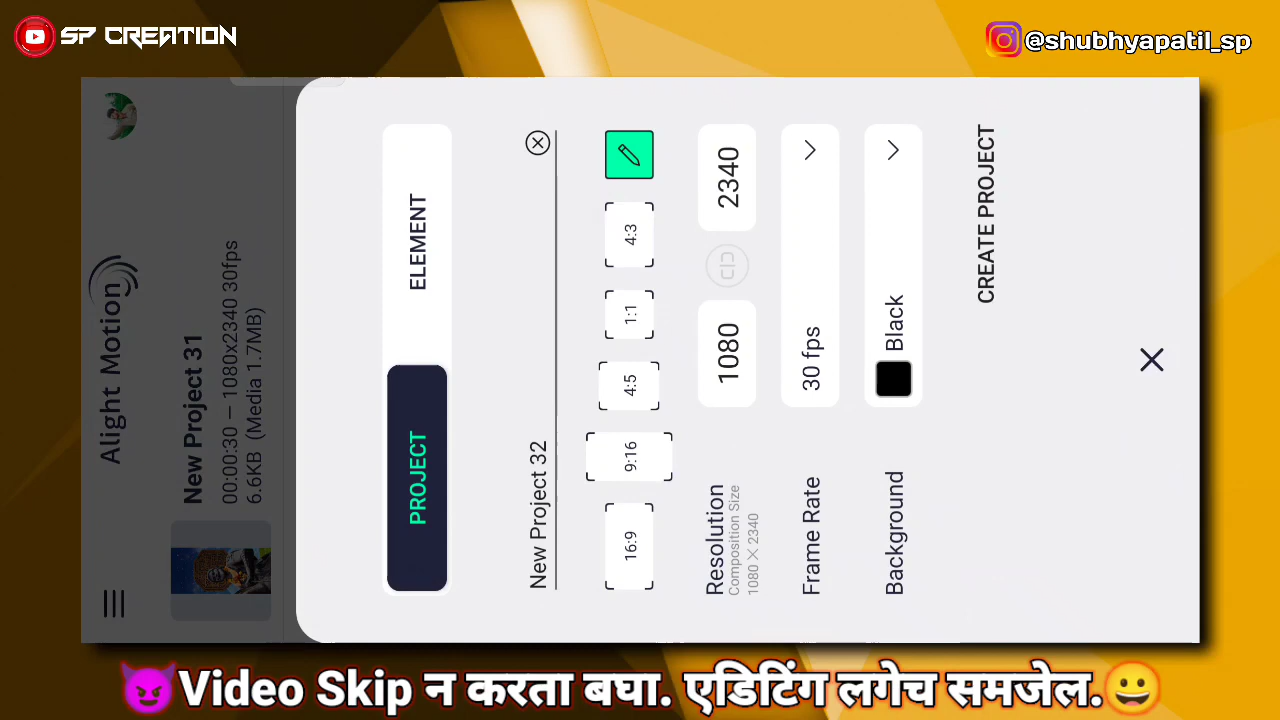 SP CREATION
@shubhyapatil_sp
Alight Motion
New Project 31
00:00:30 — 1080x2340 30fps
6.6KB (Media 1.7MB)
PROJECT
ELEMENT
New Project 32
16:9
9:16
4:5
1:1
4:3
Resolution
Composition Size
1080 × 2340
1080
2340
Frame Rate
30 fps
Background
Black
CREATE PROJECT
😈Video Skip न करता बघा. एडिटिंग लगेच समजेल.😀